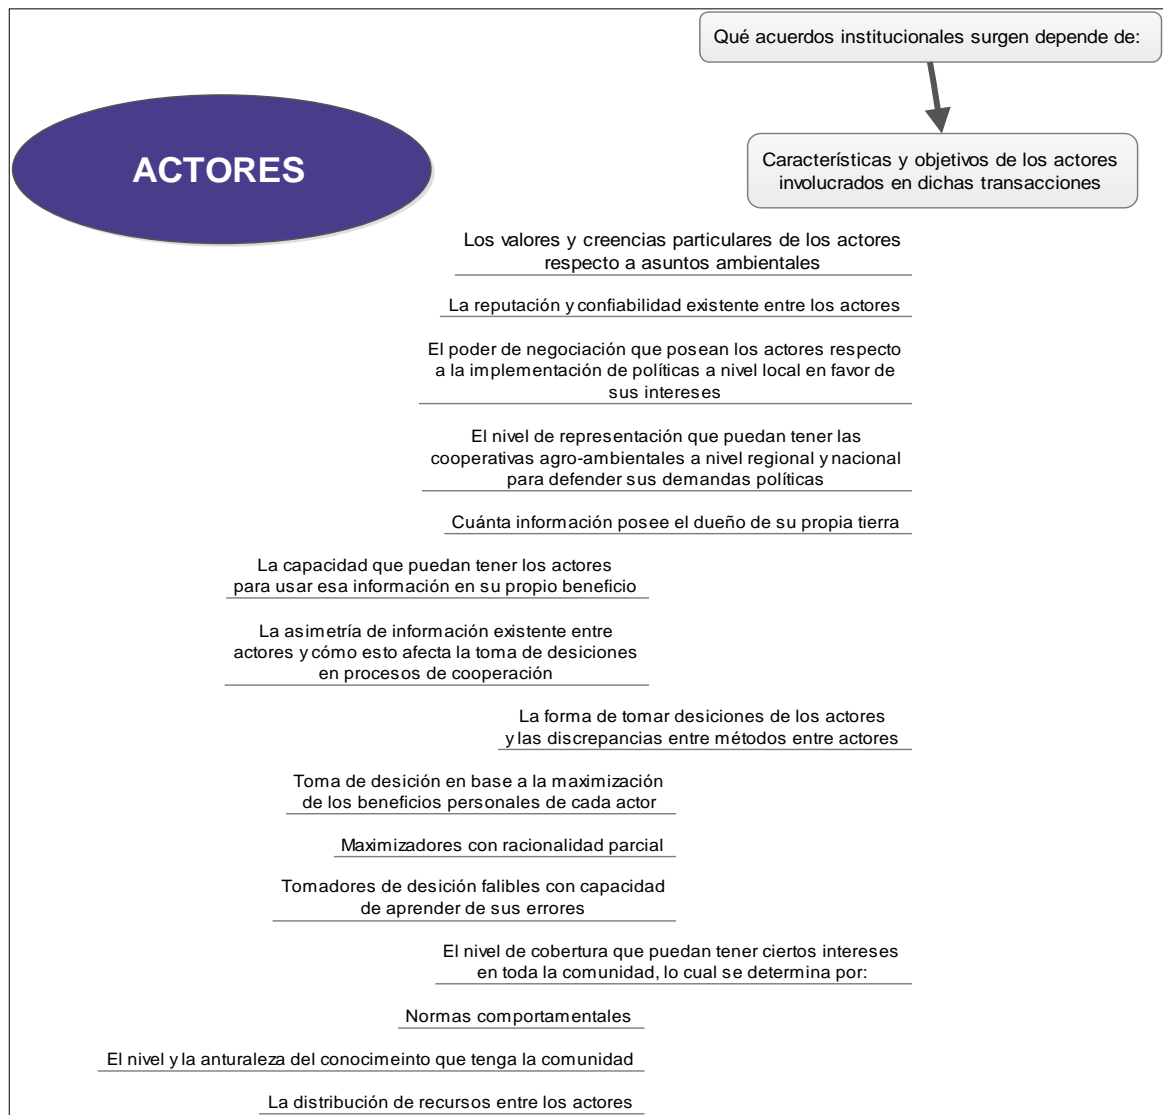 Qué acuerdos institucionales surgen depende de:
ACTORES
Características y objetivos de los actores
involucrados en dichas transacciones
Los valores y creencias particulares de los actores
respecto a asuntos ambientales
La reputación y confiabilidad existente entre los actores
El poder de negociación que posean los actores respecto
a la implementación de políticas a nivel local en favor de
sus intereses
El nivel de representación que puedan tener las
cooperativas agro-ambientales a nivel regional y nacional
para defender sus demandas políticas
Cuánta información posee el dueño de su propia tierra
La capacidad que puedan tener los actores
para usar esa información en su propio beneficio
La asimetría de información existente entre
actores y cómo esto afecta la toma de desiciones
en procesos de cooperación
La forma de tomar desiciones de los actores
y las discrepancias entre métodos entre actores
Toma de desición en base a la maximización
de los beneficios personales de cada actor
Maximizadores con racionalidad parcial
Tomadores de desición falibles con capacidad
de aprender de sus errores
El nivel de cobertura que puedan tener ciertos intereses
en toda la comunidad, lo cual se determina por:
Normas comportamentales
El nivel y la anturaleza del conocimeinto que tenga la comunidad
La distribución de recursos entre los actores